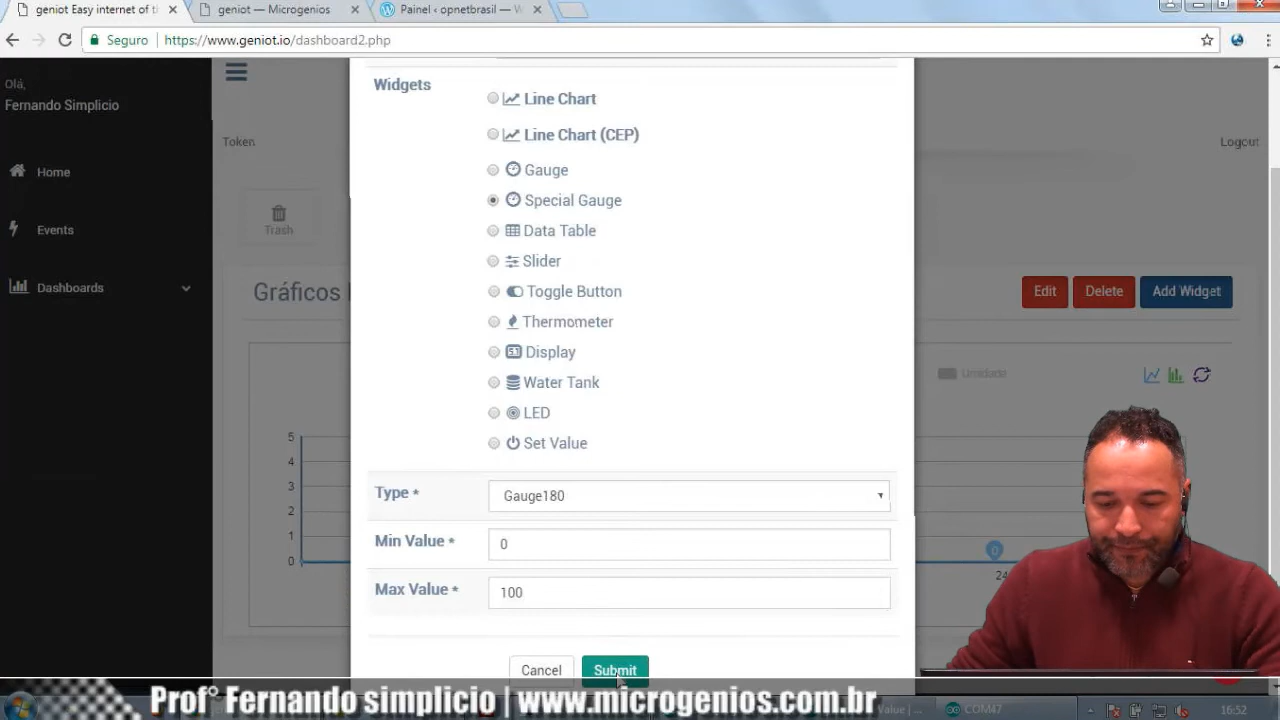 geniot Easy internet of t
geniot — Microgenios
Painel ‹ opnetbrasil — W
Seguro
https://www.geniot.io/dashboard2.php
Olá,
Fernando Simplicio
Home
Events
Dashboards
Token
Logout
Trash
Gráficos
Edit
Delete
Add Widget
Umidade
5
4
3
2
1
0
0
24
Widgets
Line Chart
Line Chart (CEP)
Gauge
Special Gauge
Data Table
Slider
Toggle Button
Thermometer
Display
Water Tank
LED
Set Value
Type *
Gauge180
Min Value *
0
Max Value *
100
Cancel
Submit
Prof° Fernando simplicio | www.microgenios.com.br
Value | ...
COM47
16:52